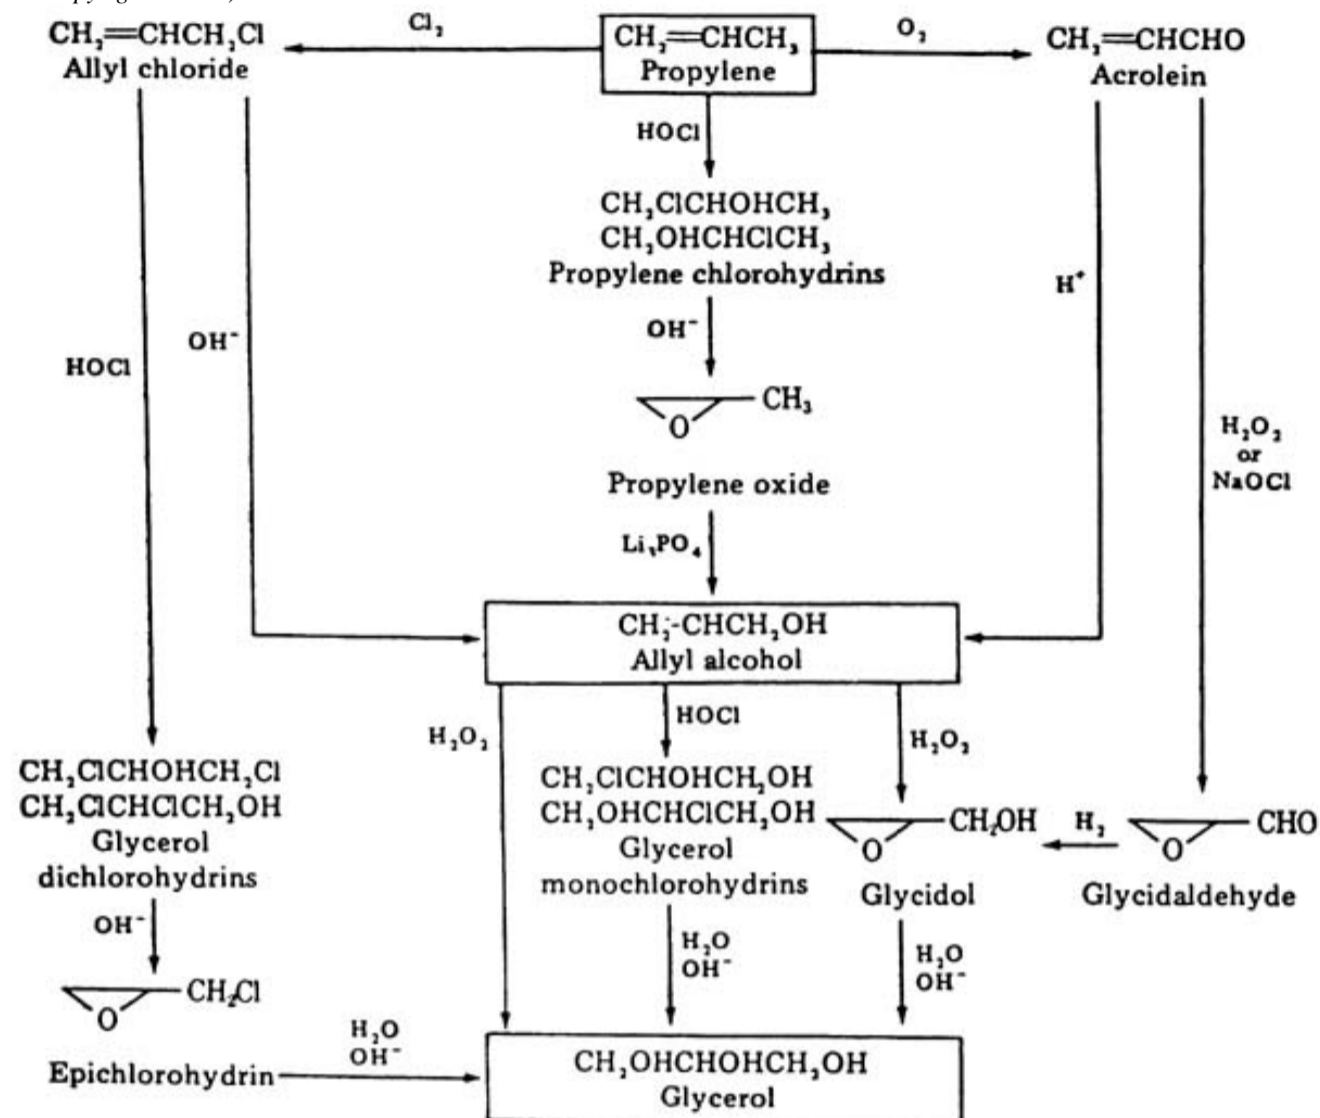 CH₂=CHCH₂Cl
Allyl chloride
Cl₂
CH₂=CHCH₃
Propylene
O₂
CH₂=CHCHO
Acrolein
HOCl
CH₂ClCHOHCH₃
CH₂OHCHClCH₃
Propylene chlorohydrins
H⁺
OH⁻
OH⁻
HOCl
CH₃
O
H₂O₂
or
NaOCl
Propylene oxide
Li₃PO₄
CH₂=CHCH₂OH
Allyl alcohol
H₂O₂
HOCl
H₂O₂
CH₂ClCHOHCH₂Cl
CH₂ClCHClCH₂OH
Glycerol
dichlorohydrins
CH₂ClCHOHCH₂OH
CH₂OHCHClCH₂OH
Glycerol
monochlorohydrins
CH₂OH
O
Glycidol
H₂
CHO
O
Glycidaldehyde
OH⁻
CH₂Cl
O
Epichlorohydrin
H₂O
OH⁻
H₂O
OH⁻
H₂O
OH⁻
CH₂OHCHOHCH₂OH
Glycerol